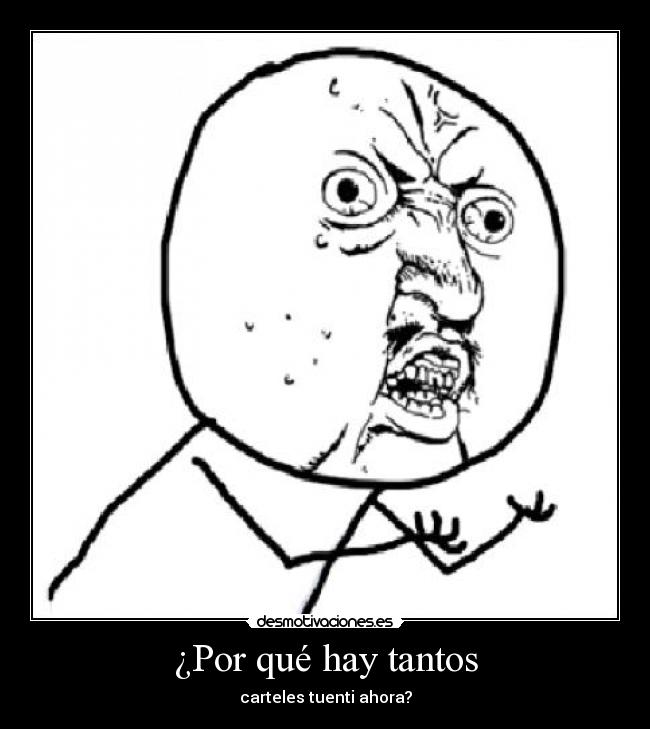 desmotivaciones.es
¿Por qué hay tantos
carteles tuenti ahora?